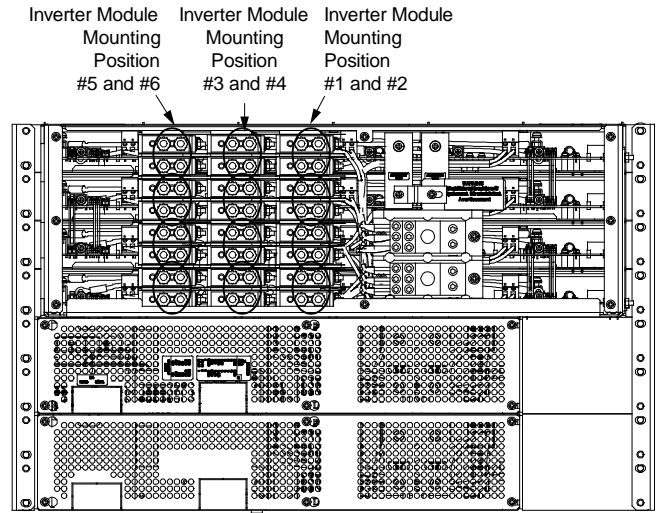 Inverter Module
Mounting
Position
#5 and #6
Inverter Module
Mounting
Position
#3 and #4
Inverter Module
Mounting
Position
#1 and #2